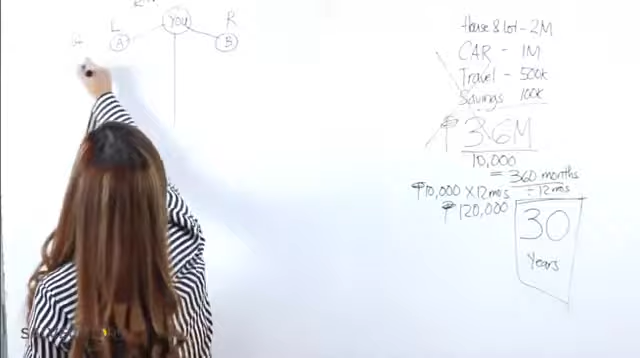 YOU
L
R
A
B
House & lot - 2M
CAR - 1M
Travel - 500k
Savings 100k
₱ 3.6M
10,000
= 360 months
÷ 12 mos
₱10,000 x 12 mos
₱120,000
30
Years